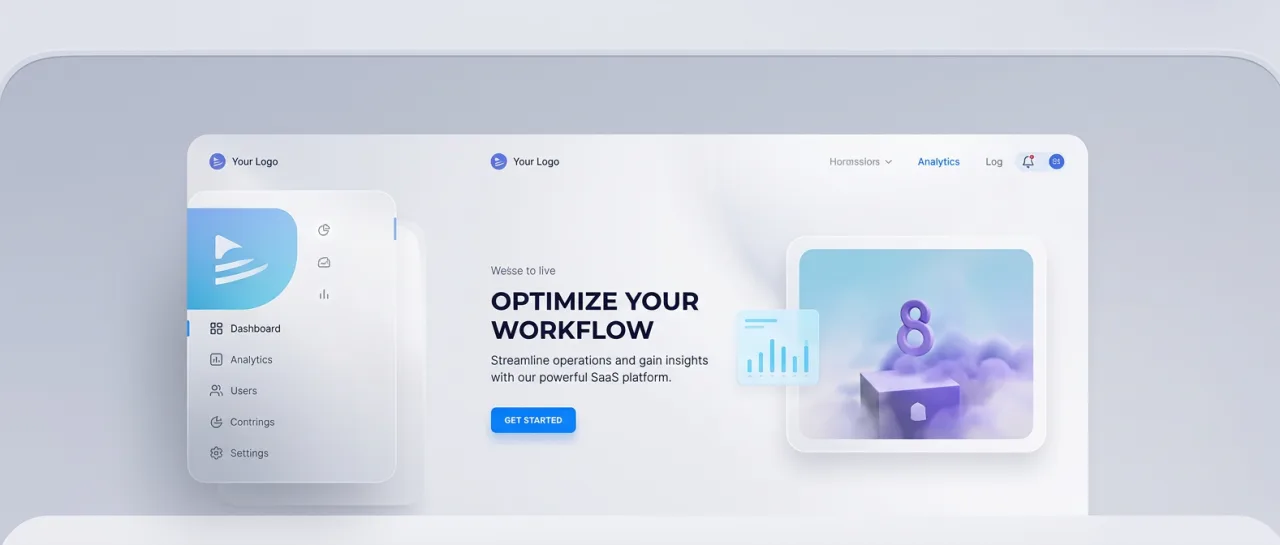 Your Logo
Your Logo
Hornssiors
Analytics
Log
Dashboard
Analytics
Users
Contrings
Settings
Wesse to live
OPTIMIZE YOUR
WORKFLOW
Streamline operations and gain insights
with our powerful SaaS platform.
GET STARTED
8